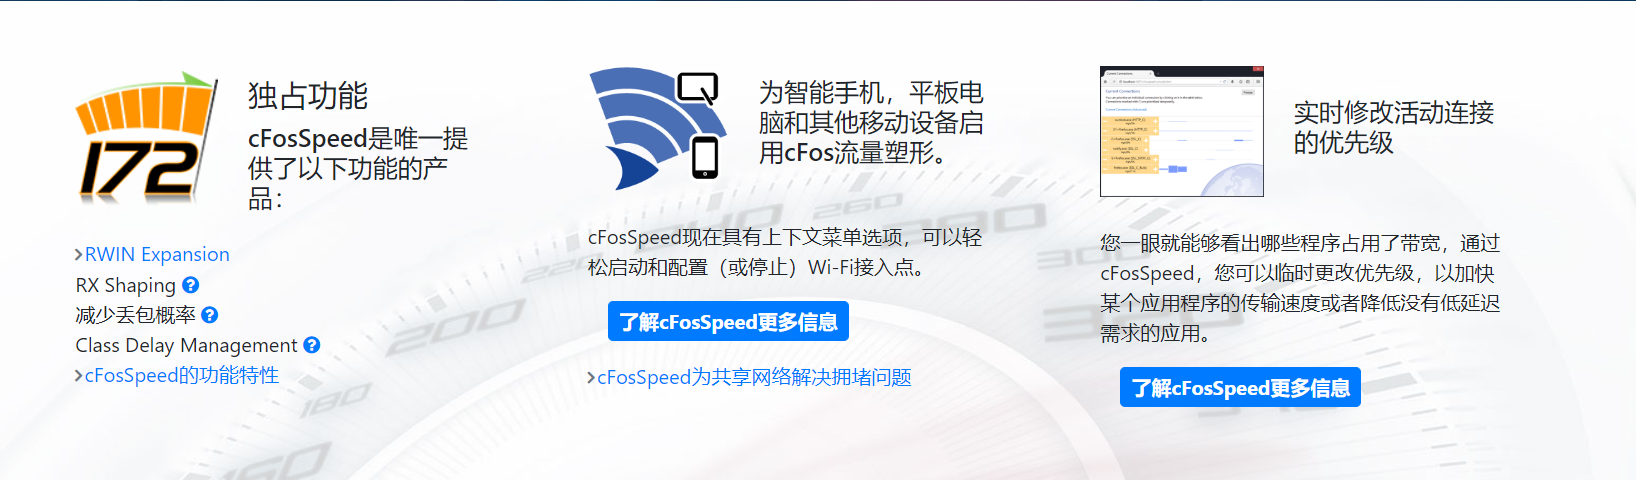 172
独占功能
cFosSpeed是唯一提
供了以下功能的产
品：
RWIN Expansion
RX Shaping
减少丢包概率
Class Delay Management
cFosSpeed的功能特性
为智能手机，平板电
脑和其他移动设备启
用cFos流量塑形。
cFosSpeed现在具有上下文菜单选项，可以轻
松启动和配置（或停止）Wi-Fi接入点。
了解cFosSpeed更多信息
cFosSpeed为共享网络解决拥堵问题
Current Connections
实时修改活动连接
的优先级
您一眼就能够看出哪些程序占用了带宽，通过
cFosSpeed，您可以临时更改优先级，以加快
某个应用程序的传输速度或者降低没有低延迟
需求的应用。
了解cFosSpeed更多信息
160
180
200
220
240
260
280
300
320